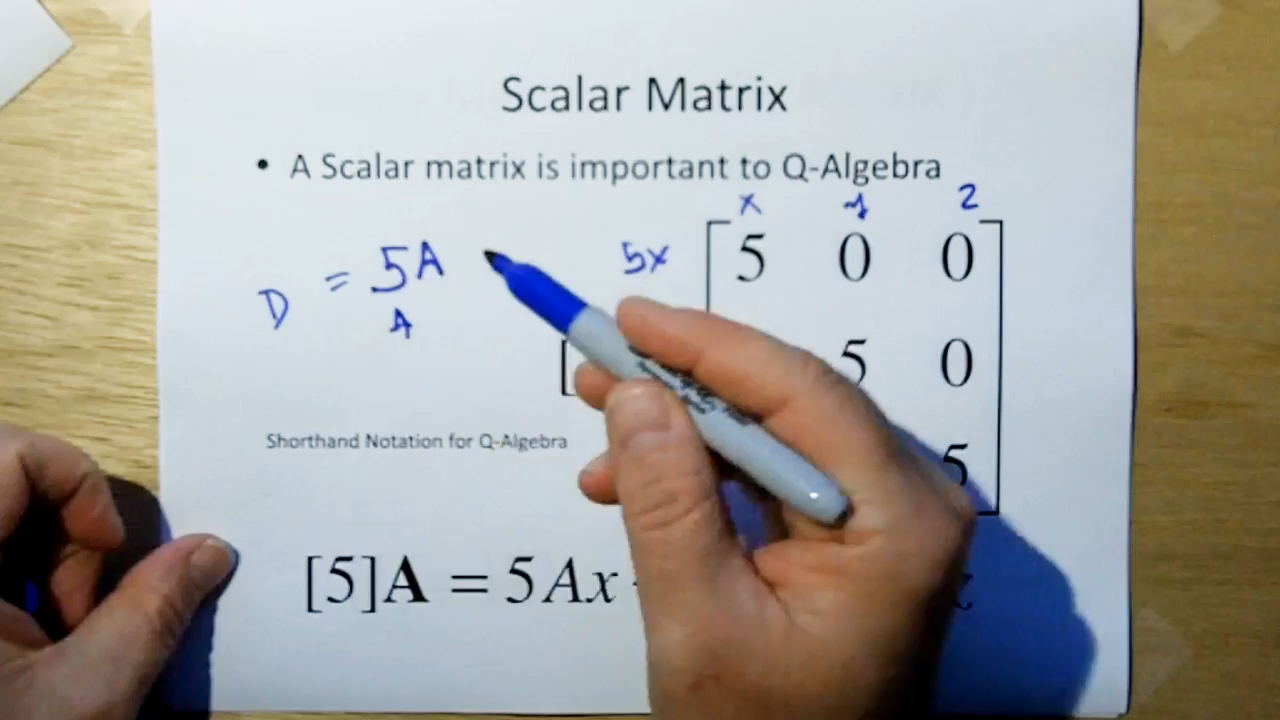 Scalar Matrix
• A Scalar matrix is important to Q-Algebra
x y 2
D = 5A 5x [ 5 0 0 ]
A
[ 5 0
Shorthand Notation for Q-Algebra
5
[5]A = 5Ax